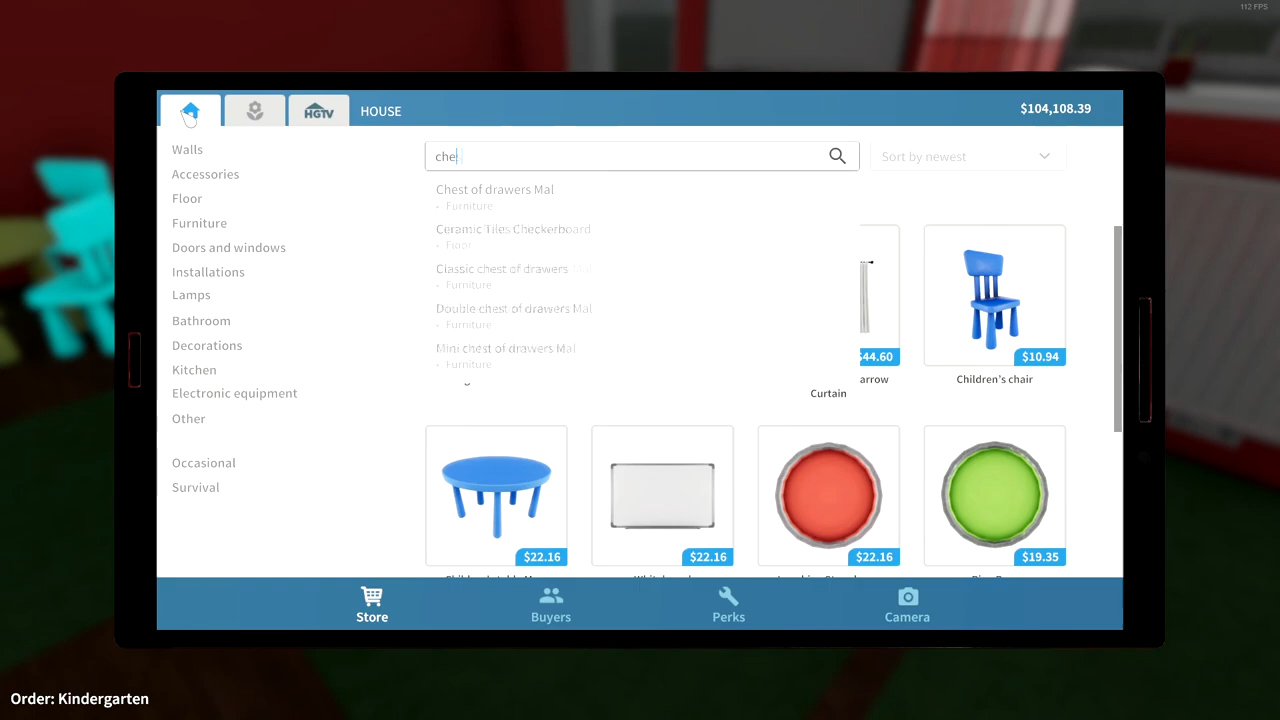 112 FPS
HGTV
HOUSE
$104,108.39
Walls
Accessories
Floor
Furniture
Doors and windows
Installations
Lamps
Bathroom
Decorations
Kitchen
Electronic equipment
Other
Occasional
Survival
che
Sort by newest
Chest of drawers Mal
- Furniture
Ceramic Tiles Checkerboard
- Floor
Classic chest of drawers
- Furniture
Double chest of drawers Mal
- Furniture
Mini chest of drawers Mal
- Furniture
$44.60
$10.94
arrow
Curtain
Children's chair
$22.16
$22.16
$22.16
$19.35
Store
Buyers
Perks
Camera
Order: Kindergarten